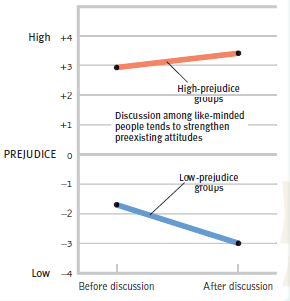 High +4
+3
High-prejudice
groups
+2
Discussion among like-minded
+1
people tends to strengthen
preexisting attitudes
PREJUDICE 0
Low-prejudice
–1
groups
–2
–3
Low –4
Before discussion After discussion